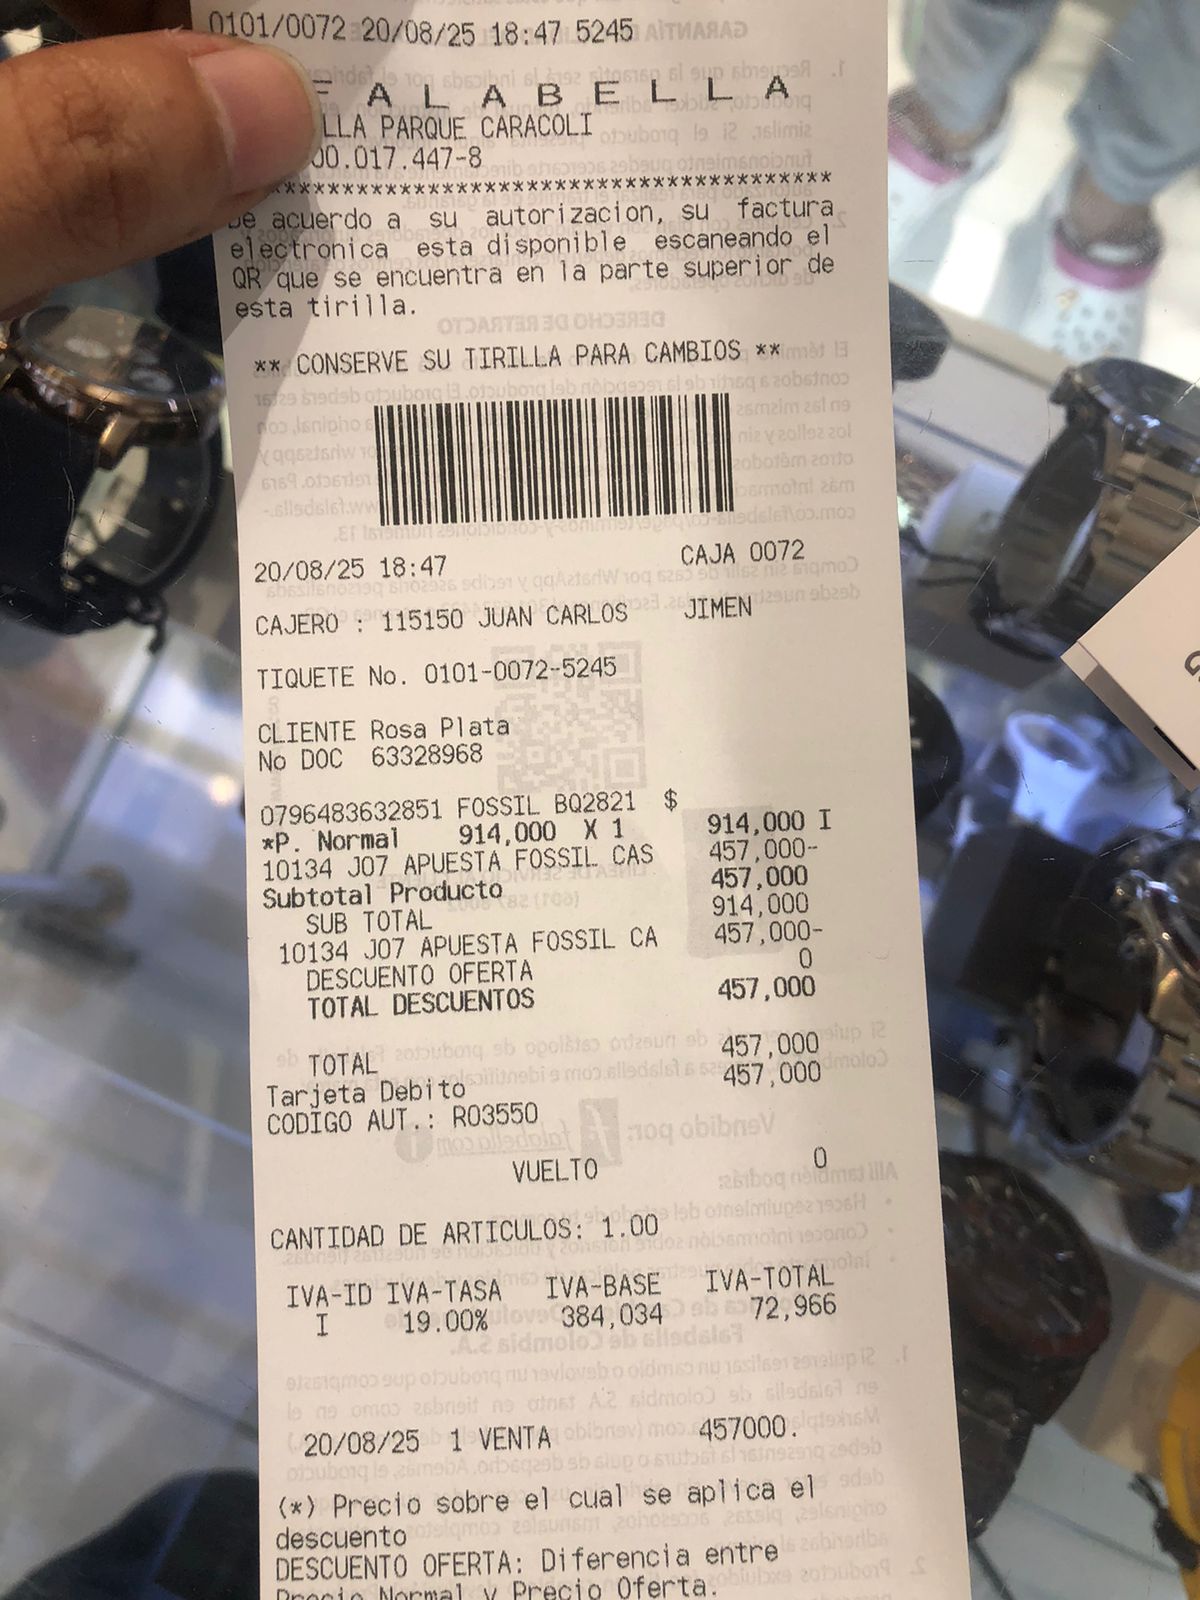 0101/0072 20/08/25 18:47 5245
FALABELLA
LLA PARQUE CARACOLI
00.017.447-8
**************************************
De acuerdo a su autorizacion, su factura
electronica esta disponible escaneando el
QR que se encuentra en la parte superior de
esta tirilla.
** CONSERVE SU TIRILLA PARA CAMBIOS **
20/08/25 18:47 CAJA 0072
CAJERO : 115150 JUAN CARLOS JIMEN
TIQUETE No. 0101-0072-5245
CLIENTE Rosa Plata
No DOC 63328968
0796483632851 FOSSIL BQ2821 $
*P. Normal 914,000 X 1 914,000 I
10134 J07 APUESTA FOSSIL CAS 457,000-
Subtotal Producto 457,000
SUB TOTAL 914,000
10134 J07 APUESTA FOSSIL CA 457,000-
DESCUENTO OFERTA 0
TOTAL DESCUENTOS 457,000
TOTAL 457,000
Tarjeta Debito 457,000
CODIGO AUT.: R03550
VUELTO 0
CANTIDAD DE ARTICULOS: 1.00
IVA-ID IVA-TASA IVA-BASE IVA-TOTAL
I 19.00% 384,034 72,966
20/08/25 1 VENTA 457000.
(*) Precio sobre el cual se aplica el
descuento
DESCUENTO OFERTA: Diferencia entre
Precio Normal y Precio Oferta.